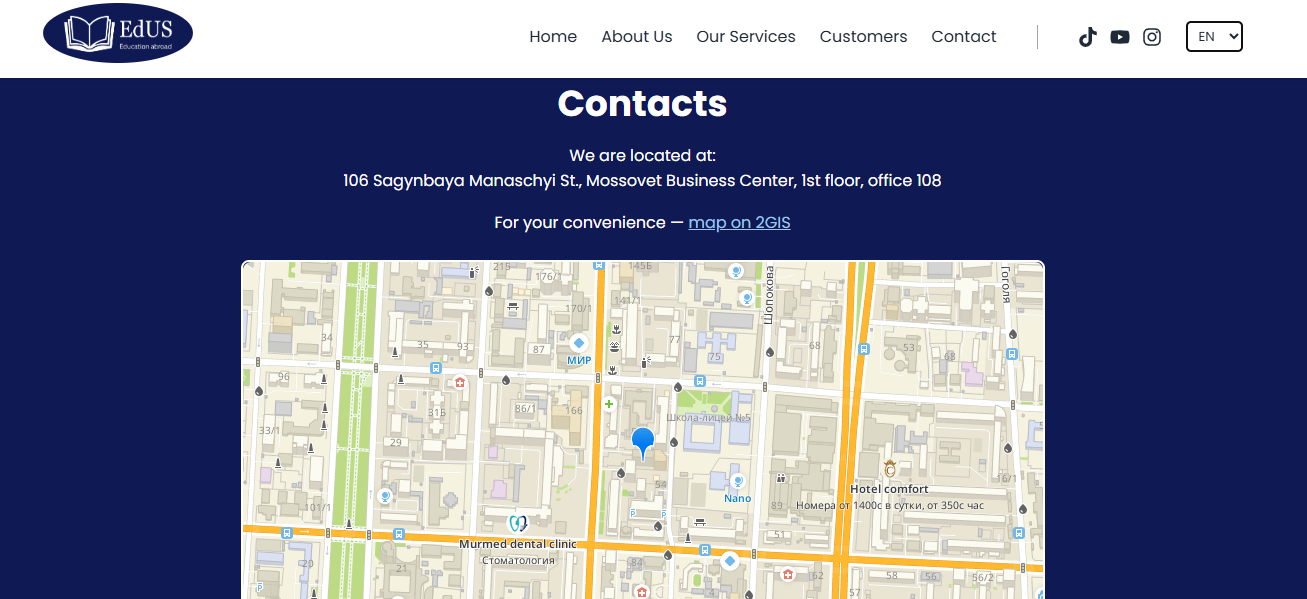 EdUS
Education abroad
Home
About Us
Our Services
Customers
Contact
EN
Contacts
We are located at:
106 Sagynbaya Manaschyi St., Mossovet Business Center, 1st floor, office 108
For your convenience — map on 2GIS
215
176/1
145Б
Шопокова
Гоголя
170/1
141/1
34
35
93
87
77
75
68
53
МИР
96
31Б
86/1
166
Школа-лицей №5
33/1
29
54
Nano
Hotel comfort
Номера от 1400с в сутки, от 350с час
89
101/1
16/1
51
Murmed dental clinic
Стоматология
20
21
84
62
58
56
56/2
57